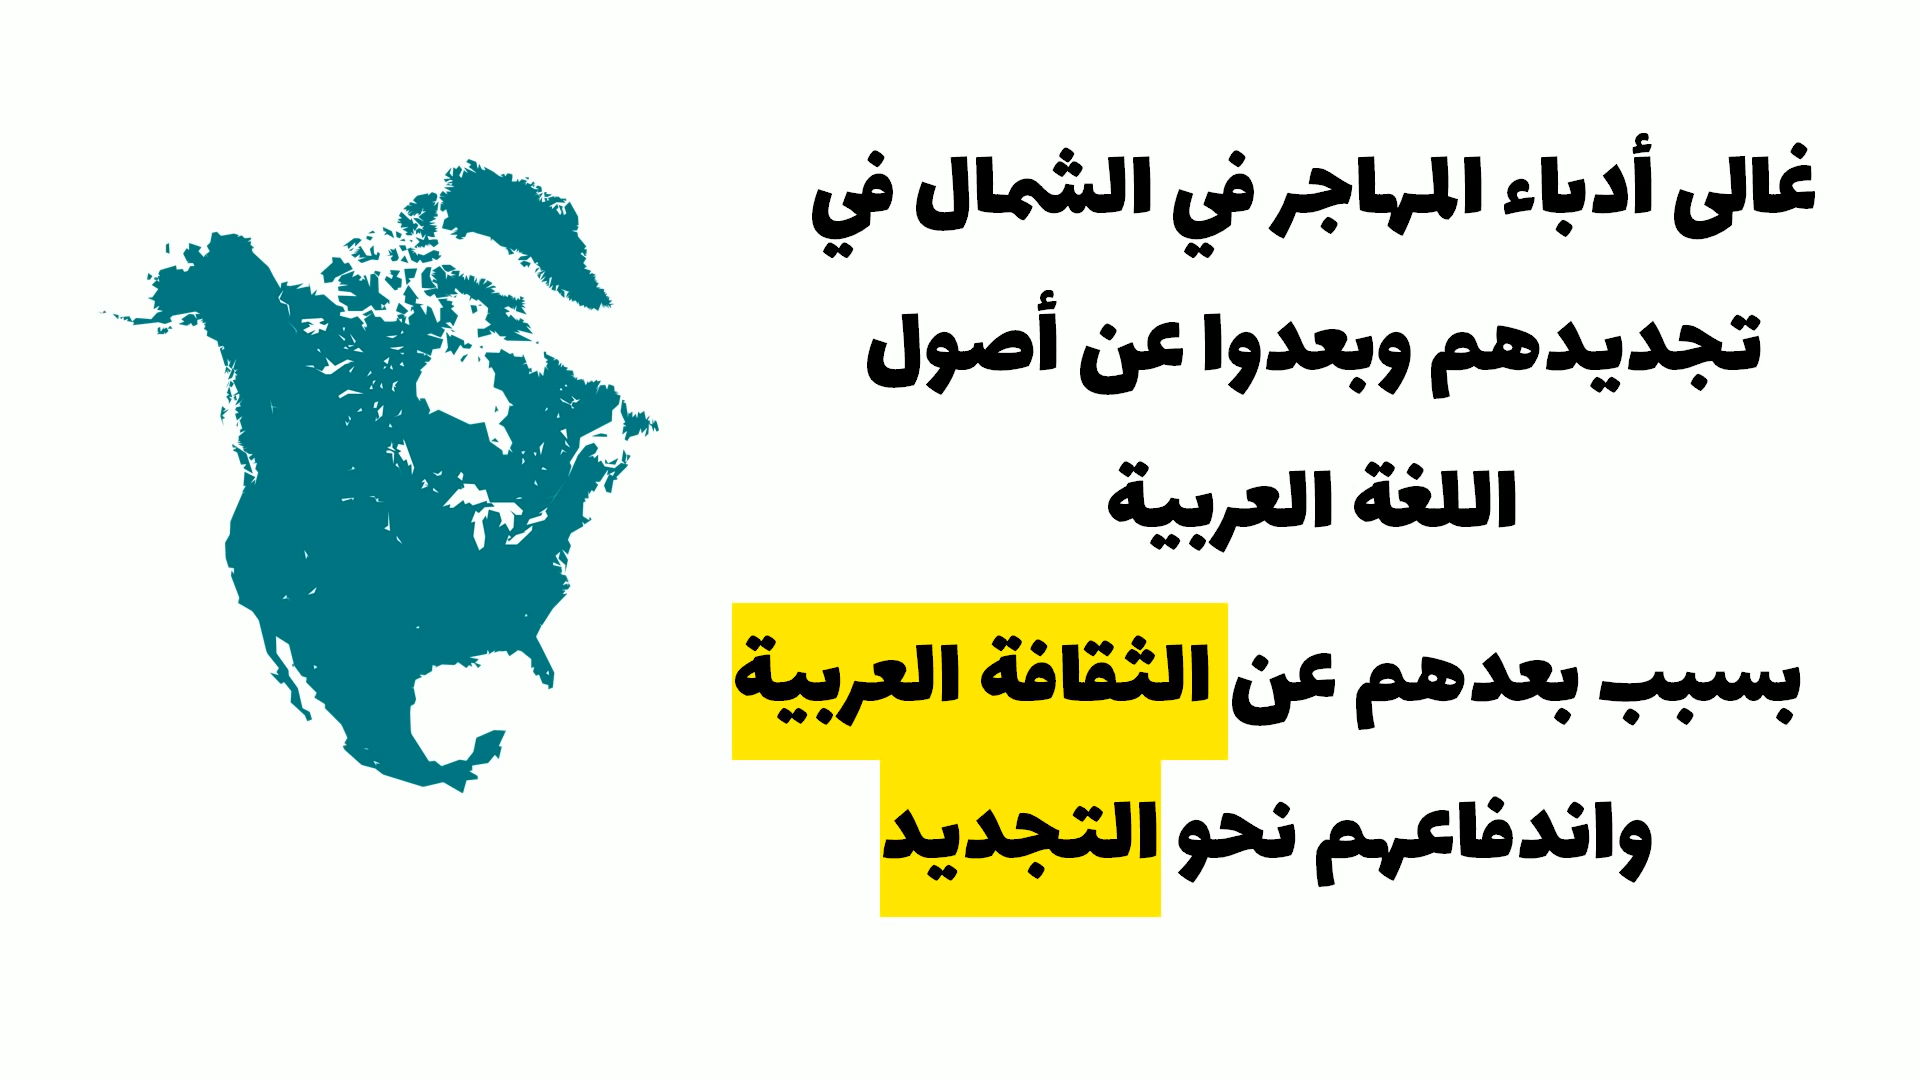 غالى أدباء المهاجر في الشمال في
تجديدهم وبعدوا عن أصول
اللغة العربية
بسبب بعدهم عن الثقافة العربية
واندفاعهم نحو التجديد